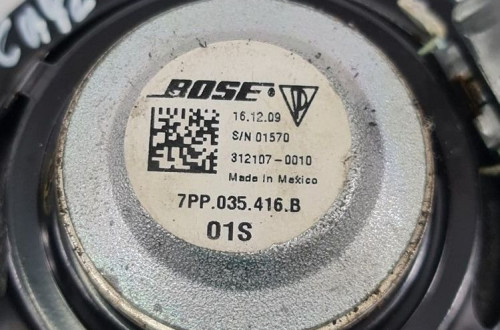 BOSE®
16.12.09
S/N 01570
312107-0010
Made in Mexico
7PP.035.416.B
01S